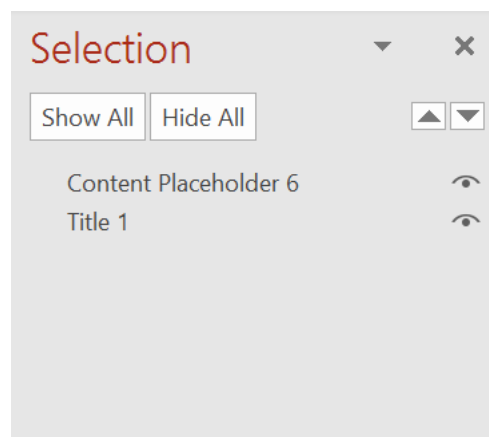 Selection
Show All Hide All
Content Placeholder 6
Title 1